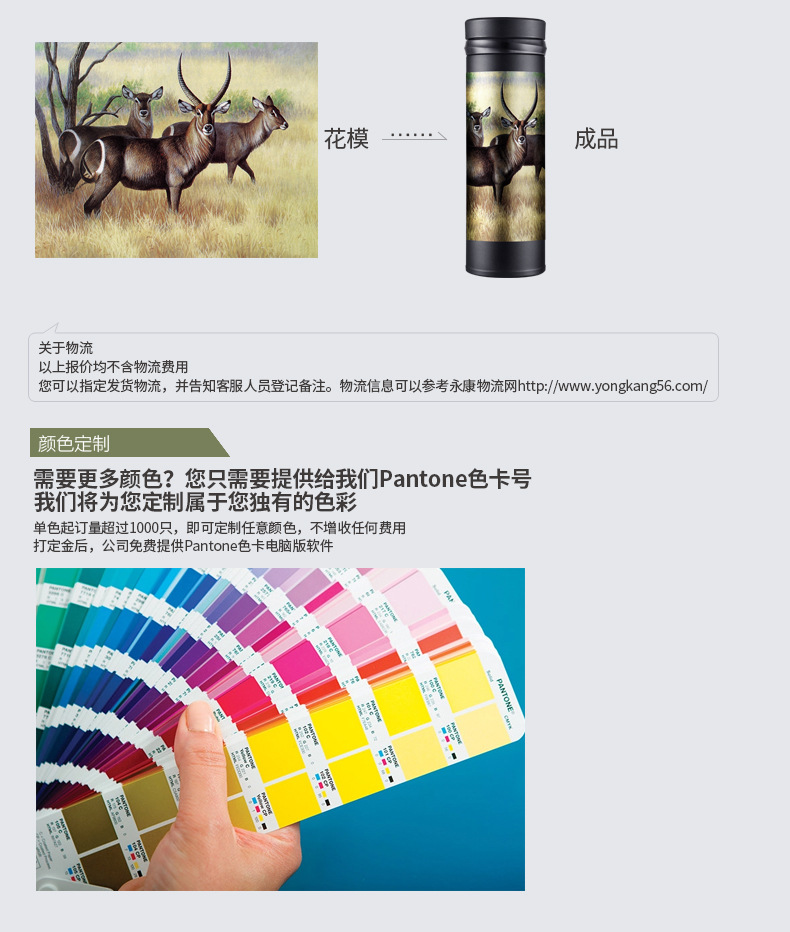 花模
成品
关于物流
以上报价均不含物流费用
您可以指定发货物流，并告知客服人员登记备注。物流信息可以参考永康物流网http://www.yongkang56.com/
颜色定制
需要更多颜色？您只需要提供给我们Pantone色卡号
我们将为您定制属于您独有的色彩
单色起订量超过1000只，即可定制任意颜色，不增收任何费用
打定金后，公司免费提供Pantone色卡电脑版软件
PANTONE